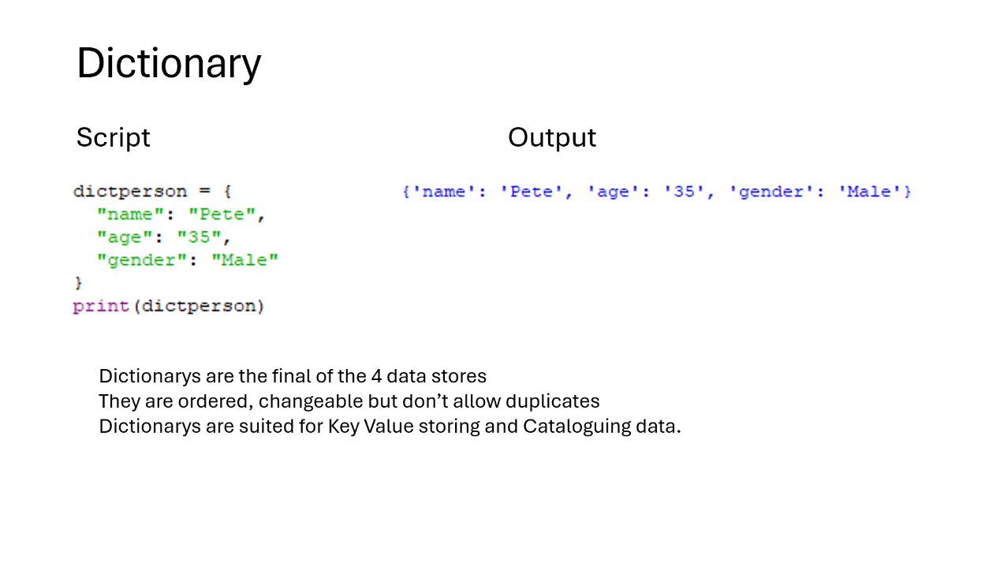 Dictionary
Script
Output
dictperson = {
  "name": "Pete",
  "age": "35",
  "gender": "Male"
}
print(dictperson)
{'name': 'Pete', 'age': '35', 'gender': 'Male'}
Dictionarys are the final of the 4 data stores
They are ordered, changeable but don’t allow duplicates
Dictionarys are suited for Key Value storing and Cataloguing data.